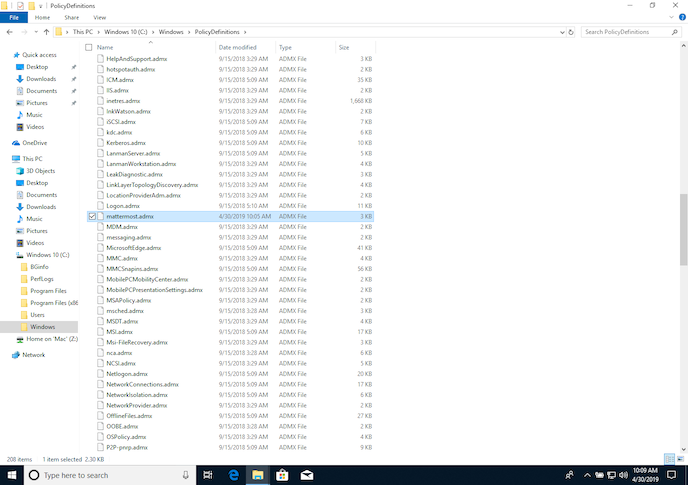 PolicyDefinitions
File Home Share View
This PC Windows 10 (C:) Windows PolicyDefinitions Search PolicyDefinitions
Name Date modified Type Size
Quick access
Desktop
Downloads
Documents
Pictures
Music
Videos
OneDrive
This PC
3D Objects
Desktop
Documents
Downloads
Music
Pictures
Videos
Windows 10 (C:)
BGinfo
PerfLogs
Program Files
Program Files (x86
Users
Windows
Home on 'Mac' (Z:)
Network
HelpAndSupport.admx 9/15/2018 3:29 AM ADMX File 3 KB
hotspotauth.admx 9/15/2018 3:29 AM ADMX File 2 KB
ICM.admx 9/15/2018 5:09 AM ADMX File 35 KB
IIS.admx 9/15/2018 3:29 AM ADMX File 2 KB
inetres.admx 9/15/2018 3:29 AM ADMX File 1,668 KB
InkWatson.admx 9/15/2018 3:29 AM ADMX File 2 KB
iSCSI.admx 9/15/2018 3:29 AM ADMX File 7 KB
kdc.admx 9/15/2018 3:29 AM ADMX File 6 KB
Kerberos.admx 9/15/2018 3:29 AM ADMX File 10 KB
LanmanServer.admx 9/15/2018 3:29 AM ADMX File 5 KB
LanmanWorkstation.admx 9/15/2018 3:29 AM ADMX File 4 KB
LeakDiagnostic.admx 9/15/2018 3:29 AM ADMX File 3 KB
LinkLayerTopologyDiscovery.admx 9/15/2018 3:29 AM ADMX File 4 KB
LocationProviderAdm.admx 9/15/2018 3:29 AM ADMX File 2 KB
Logon.admx 9/15/2018 5:10 AM ADMX File 11 KB
mattermost.admx 4/30/2019 10:05 AM ADMX File 3 KB
MDM.admx 9/15/2018 3:29 AM ADMX File 2 KB
messaging.admx 9/15/2018 3:29 AM ADMX File 2 KB
MicrosoftEdge.admx 9/15/2018 5:09 AM ADMX File 41 KB
MMC.admx 9/15/2018 3:29 AM ADMX File 4 KB
MMCSnapins.admx 9/15/2018 5:09 AM ADMX File 36 KB
MobilePCMobilityCenter.admx 9/15/2018 3:29 AM ADMX File 2 KB
MobilePCPresentationSettings.admx 9/15/2018 3:29 AM ADMX File 2 KB
MSAPolicy.admx 9/15/2018 3:29 AM ADMX File 2 KB
msched.admx 9/15/2018 3:28 AM ADMX File 3 KB
MSDT.admx 9/15/2018 3:29 AM ADMX File 4 KB
MSI.admx 9/15/2018 5:09 AM ADMX File 17 KB
Msi-FileRecovery.admx 9/15/2018 3:29 AM ADMX File 3 KB
nca.admx 9/15/2018 3:28 AM ADMX File 6 KB
NCSI.admx 9/15/2018 3:29 AM ADMX File 5 KB
Netlogon.admx 9/15/2018 5:09 AM ADMX File 20 KB
NetworkConnections.admx 9/15/2018 5:09 AM ADMX File 17 KB
NetworkIsolation.admx 9/15/2018 5:09 AM ADMX File 6 KB
NetworkProvider.admx 9/15/2018 3:29 AM ADMX File 2 KB
OfflineFiles.admx 9/15/2018 5:09 AM ADMX File 27 KB
OOBE.admx 9/15/2018 3:28 AM ADMX File 2 KB
OSPolicy.admx 9/15/2018 3:29 AM ADMX File 4 KB
P2P-pnrp.admx 9/15/2018 5:09 AM ADMX File 9 KB
208 items 1 item selected 2.30 KB
Type here to search
10:09 AM
4/30/2019